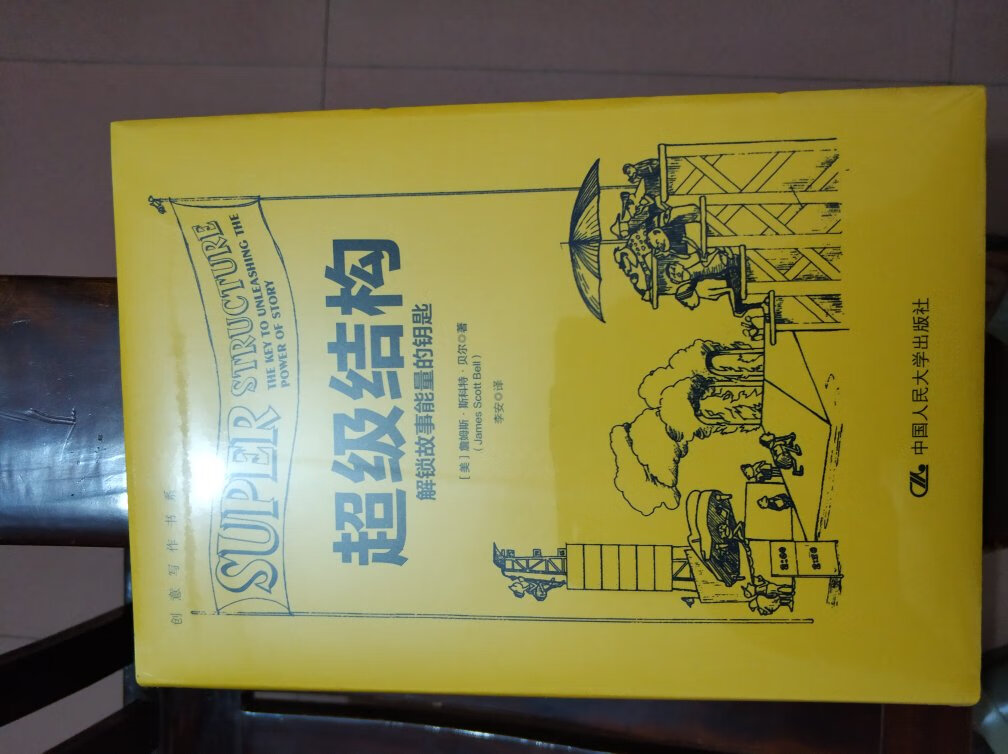 创意写作书系
SUPER STRUCTURE
THE KEY TO UNLEASHING THE
POWER OF STORY
超级结构
解锁故事能量的钥匙
[美]詹姆斯·斯科特·贝尔◎著
(James Scott Bell)
李安◎译
8:00
中国人民大学出版社